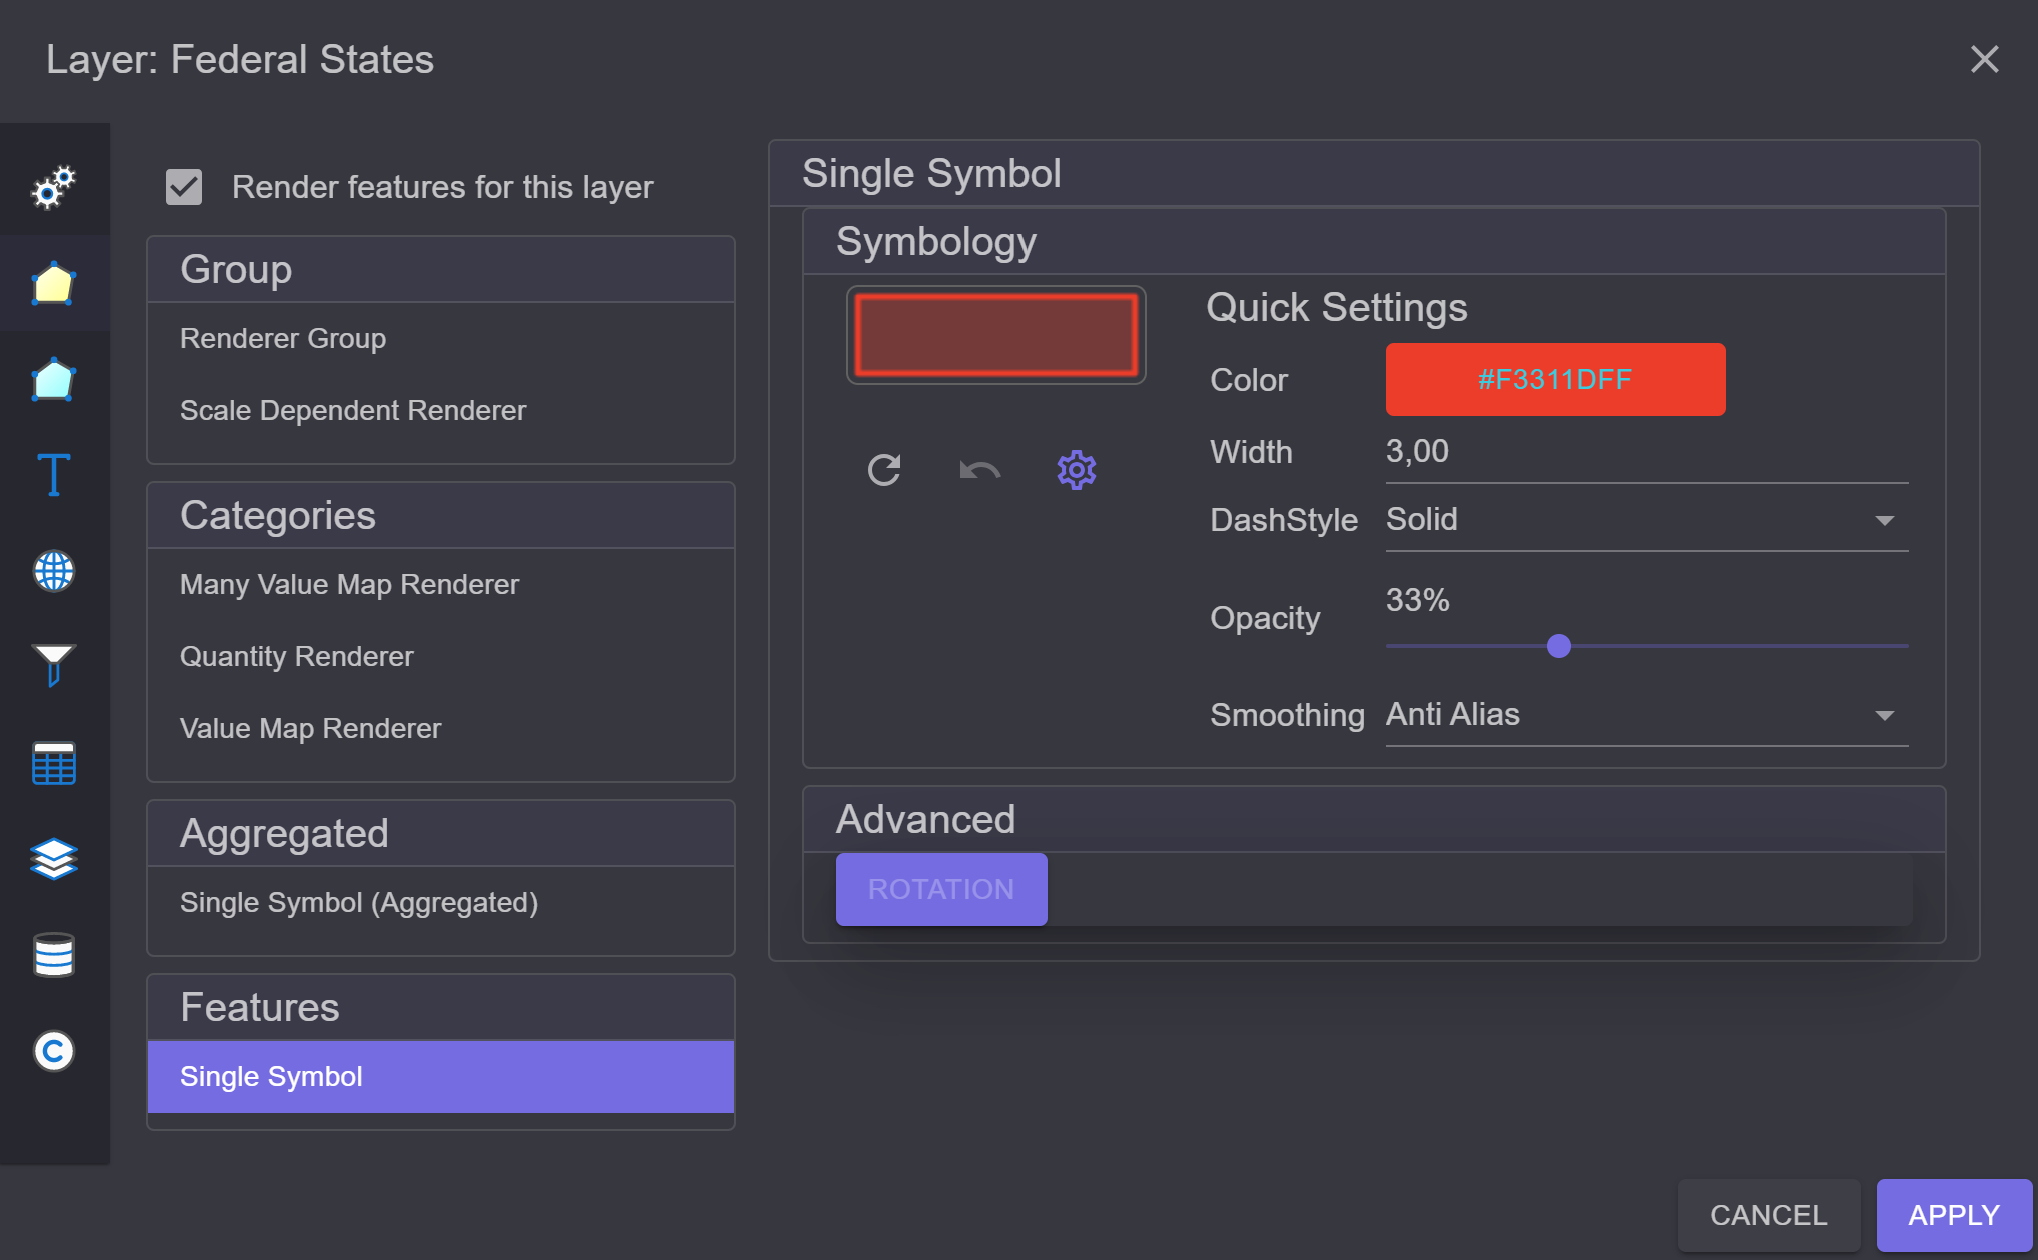 Layer: Federal States
Render features for this layer
Group
Renderer Group
Scale Dependent Renderer
Categories
Many Value Map Renderer
Quantity Renderer
Value Map Renderer
Aggregated
Single Symbol (Aggregated)
Features
Single Symbol
Single Symbol
Symbology
Quick Settings
Color #F3311DFF
Width 3,00
DashStyle Solid
Opacity 33%
Smoothing Anti Alias
Advanced
ROTATION
CANCEL APPLY